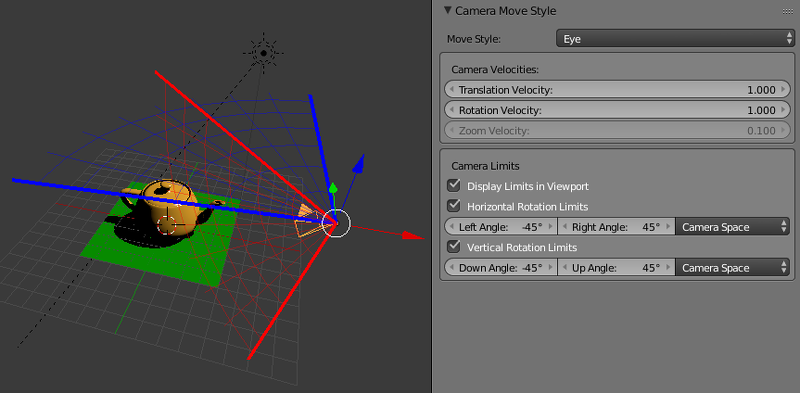 Camera Move Style
Move Style: Eye
Camera Velocities:
Translation Velocity: 1.000
Rotation Velocity: 1.000
Zoom Velocity: 0.100
Camera Limits
Display Limits in Viewport
Horizontal Rotation Limits
Left Angle: -45° Right Angle: 45° Camera Space
Vertical Rotation Limits
Down Angle: -45° Up Angle: 45° Camera Space